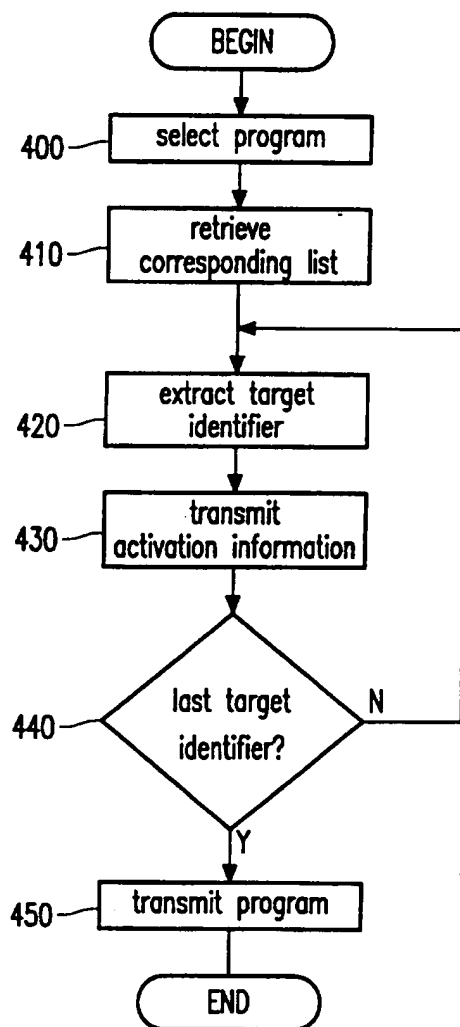 BEGIN
400
select program
retrieve
410
corresponding list
extract target
420
identifier
transmit
430
activation information
last target
N
440
identifier?
Y
450
transmit program
END